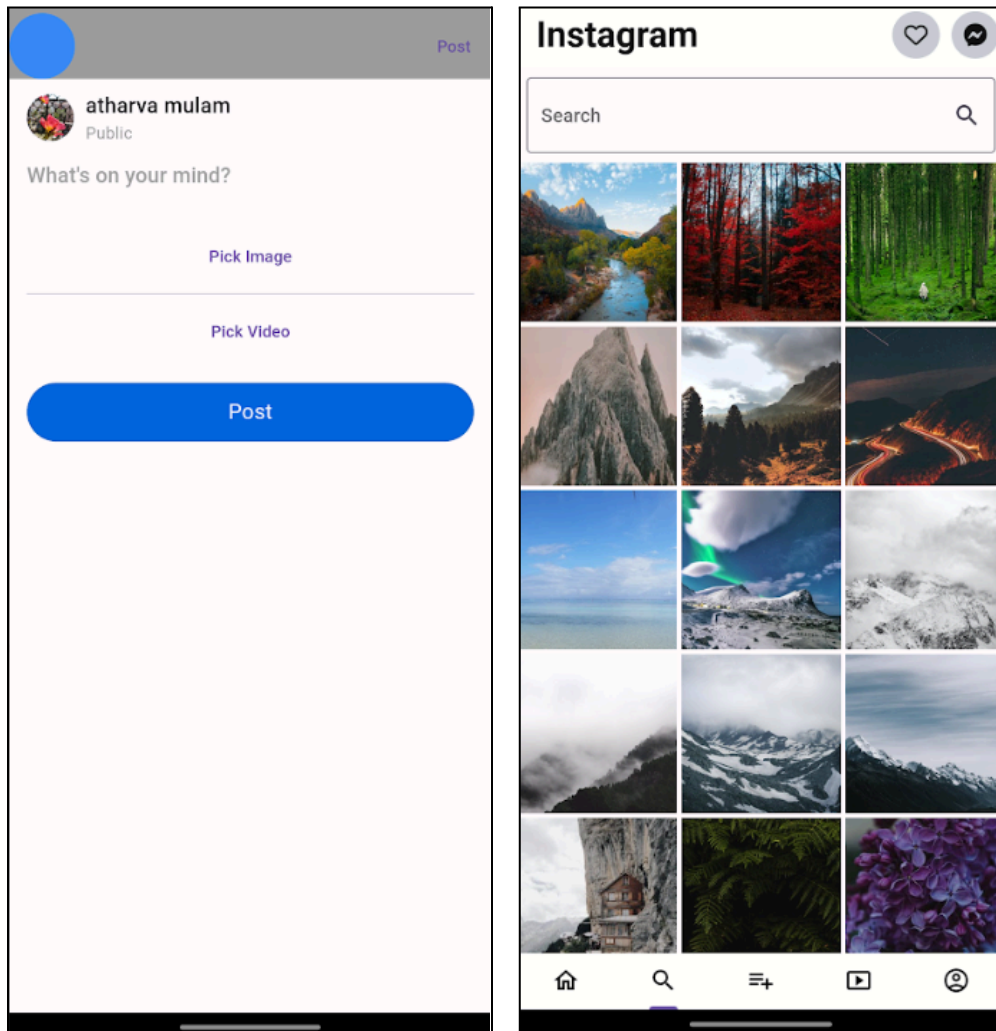 Post
atharva mulam
Public
What's on your mind?
Pick Image
Pick Video
Post
Instagram
Search